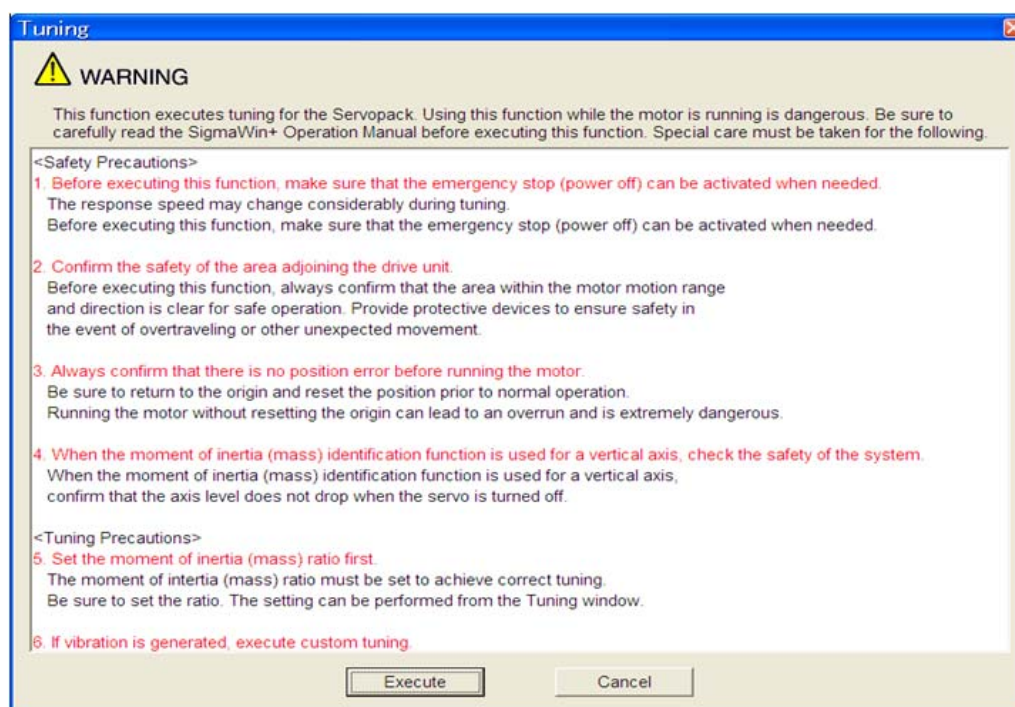 Tuning
WARNING
This function executes tuning for the Servopack. Using this function while the motor is running is dangerous. Be sure to
carefully read the SigmaWin+ Operation Manual before executing this function. Special care must be taken for the following.
<Safety Precautions>
1. Before executing this function, make sure that the emergency stop (power off) can be activated when needed.
The response speed may change considerably during tuning.
Before executing this function, make sure that the emergency stop (power off) can be activated when needed.
2. Confirm the safety of the area adjoining the drive unit.
Before executing this function, always confirm that the area within the motor motion range
and direction is clear for safe operation. Provide protective devices to ensure safety in
the event of overtraveling or other unexpected movement.
3. Always confirm that there is no position error before running the motor.
Be sure to return to the origin and reset the position prior to normal operation.
Running the motor without resetting the origin can lead to an overrun and is extremely dangerous.
4. When the moment of inertia (mass) identification function is used for a vertical axis, check the safety of the system.
When the moment of inertia (mass) identification function is used for a vertical axis,
confirm that the axis level does not drop when the servo is turned off.
<Tuning Precautions>
5. Set the moment of inertia (mass) ratio first.
The moment of intertia (mass) ratio must be set to achieve correct tuning.
Be sure to set the ratio. The setting can be performed from the Tuning window.
6. If vibration is generated, execute custom tuning.
Execute
Cancel